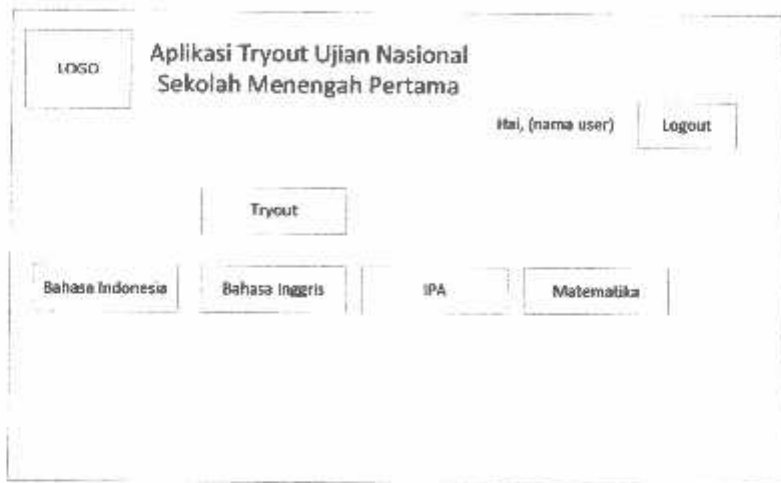 LOGO
Aplikasi Tryout Ujian Nasional
Sekolah Menengah Pertama
Hai, (nama user)
Logout
Tryout
Bahasa Indonesia
Bahasa Inggris
IPA
Matematika